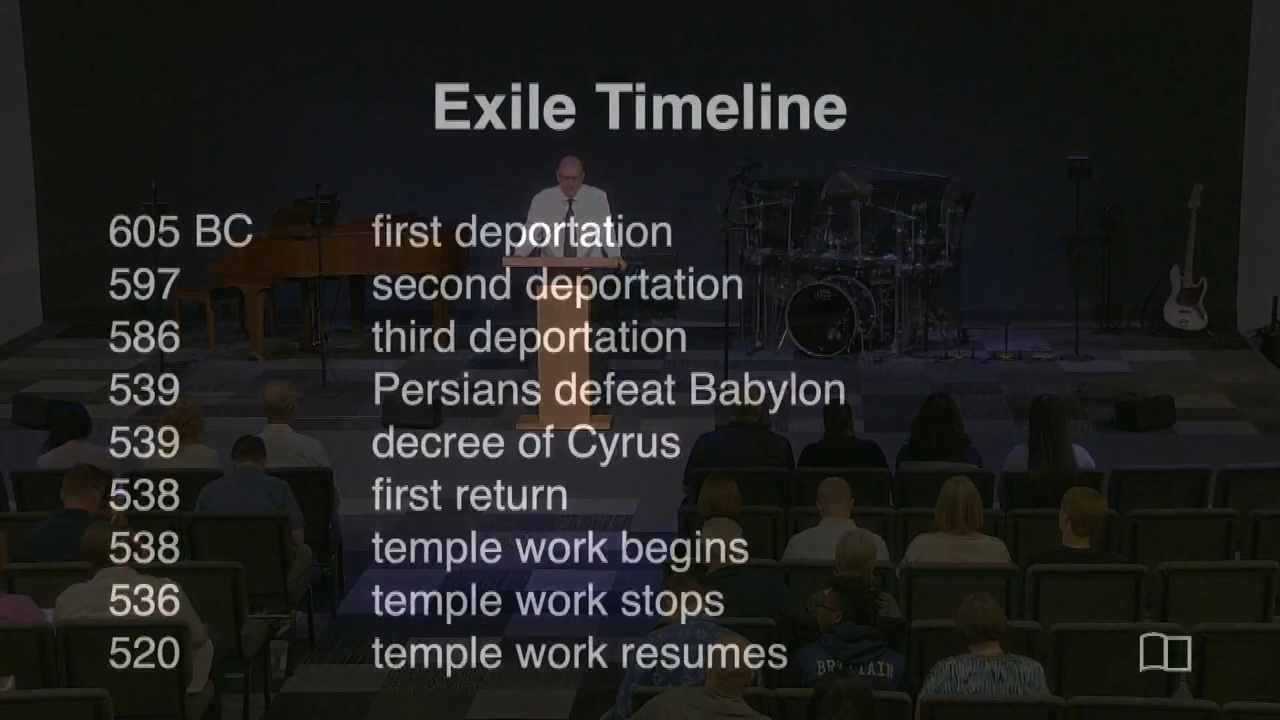 Exile Timeline
605 BC first deportation
597 second deportation
586 third deportation
539 Persians defeat Babylon
539 decree of Cyrus
538 first return
538 temple work begins
536 temple work stops
520 temple work resumes
BRITTAIN